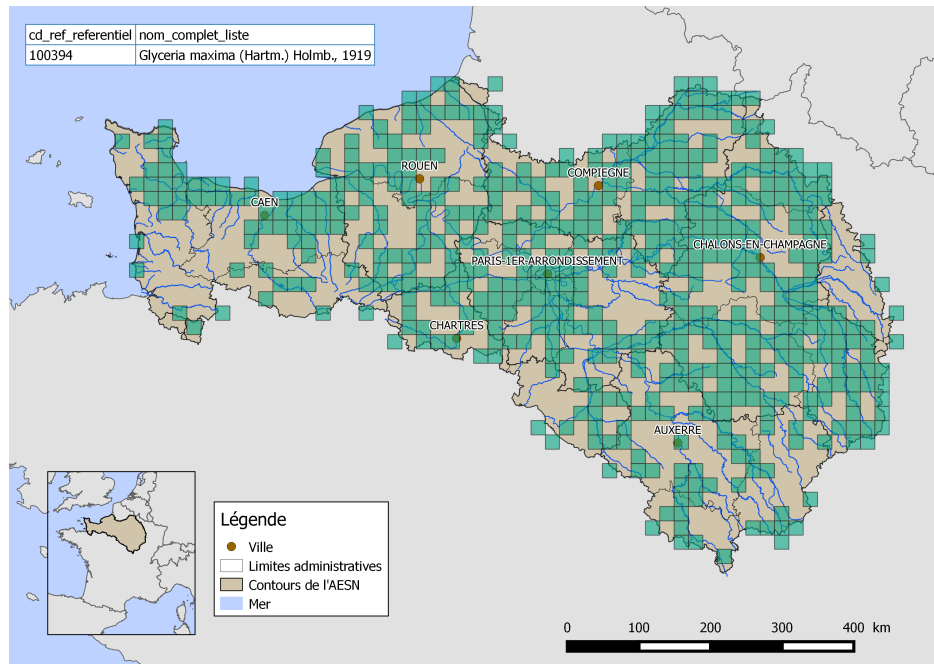 cd_ref_referentiel nom_complet_liste
100394 Glyceria maxima (Hartm.) Holmb., 1919
ROUEN
COMPIEGNE
CAEN
CHALONS-EN-CHAMPAGNE
PARIS-1ER-ARRONDISSEMENT
CHARTRES
AUXERRE
Légende
Ville
Limites administratives
Contours de l'AESN
Mer
0 100 200 300 400 km